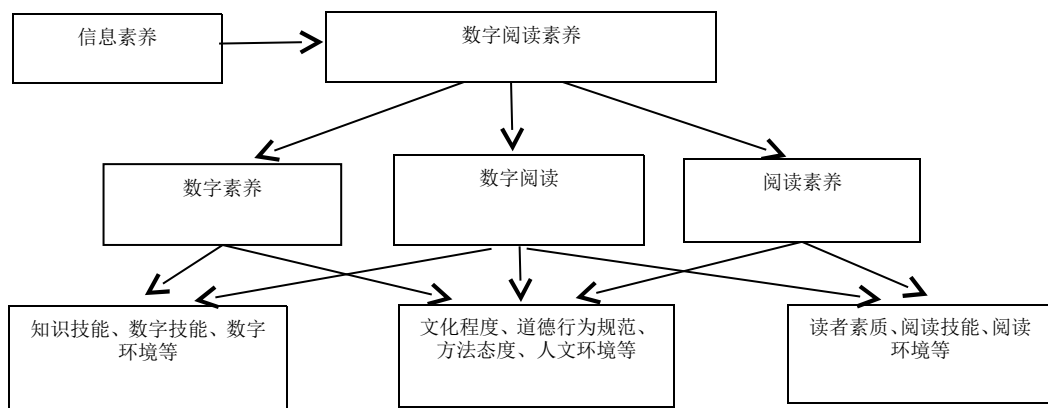 信息素养
数字阅读素养
数字素养
数字阅读
阅读素养
知识技能、数字技能、数字
环境等
文化程度、道德行为规范、
方法态度、人文环境等
读者素质、阅读技能、阅读
环境等